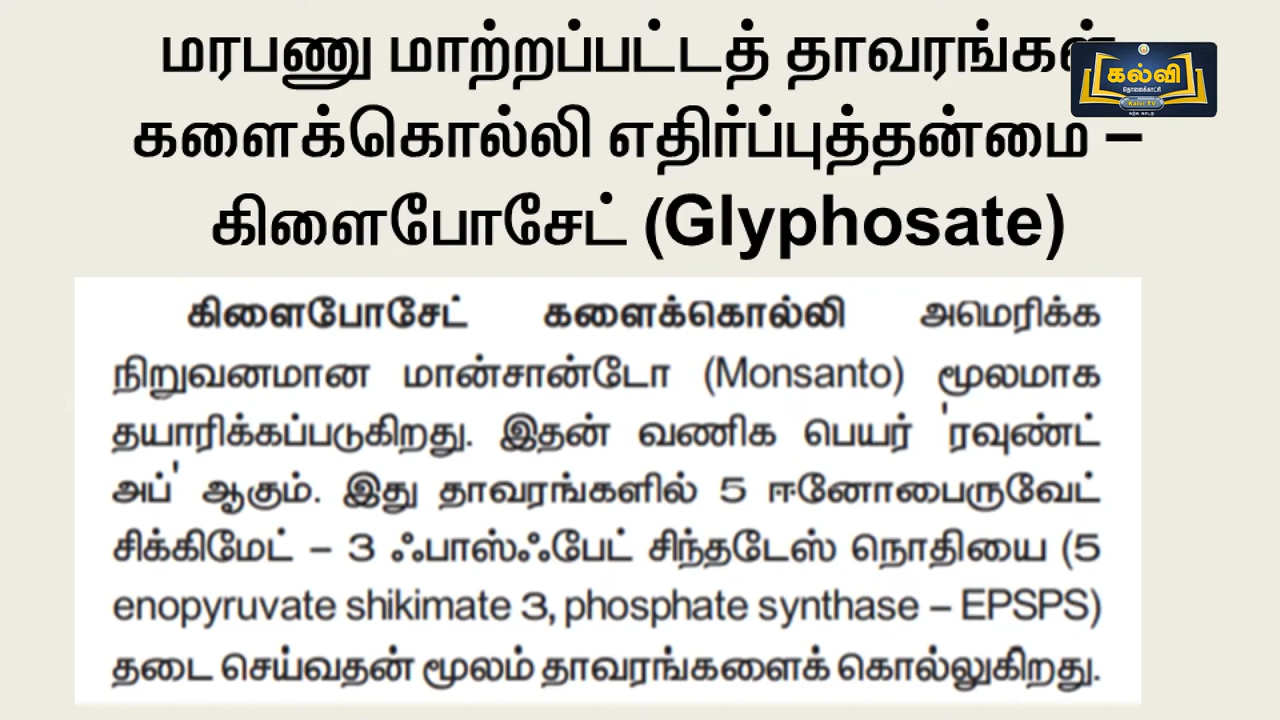 மரபணு மாற்றப்பட்டத் தாவரங்கள்
களைக்கொல்லி எதிர்ப்புத்தன்மை –
கிளைபோசேட் (Glyphosate)
கல்வி
தொலைக்காட்சி
Kalvi TV
கிளைபோசேட் களைக்கொல்லி அமெரிக்க
நிறுவனமான மான்சான்டோ (Monsanto) மூலமாக
தயாரிக்கப்படுகிறது. இதன் வணிக பெயர் 'ரவுண்ட்
அப்' ஆகும். இது தாவரங்களில் 5 ஈனோபைருவேட்
சிக்கிமேட் – 3 ஃபாஸ்ஃபேட் சிந்தடேஸ் நொதியை (5
enopyruvate shikimate 3, phosphate synthase – EPSPS)
தடை செய்வதன் மூலம் தாவரங்களைக் கொல்லுகிறது.